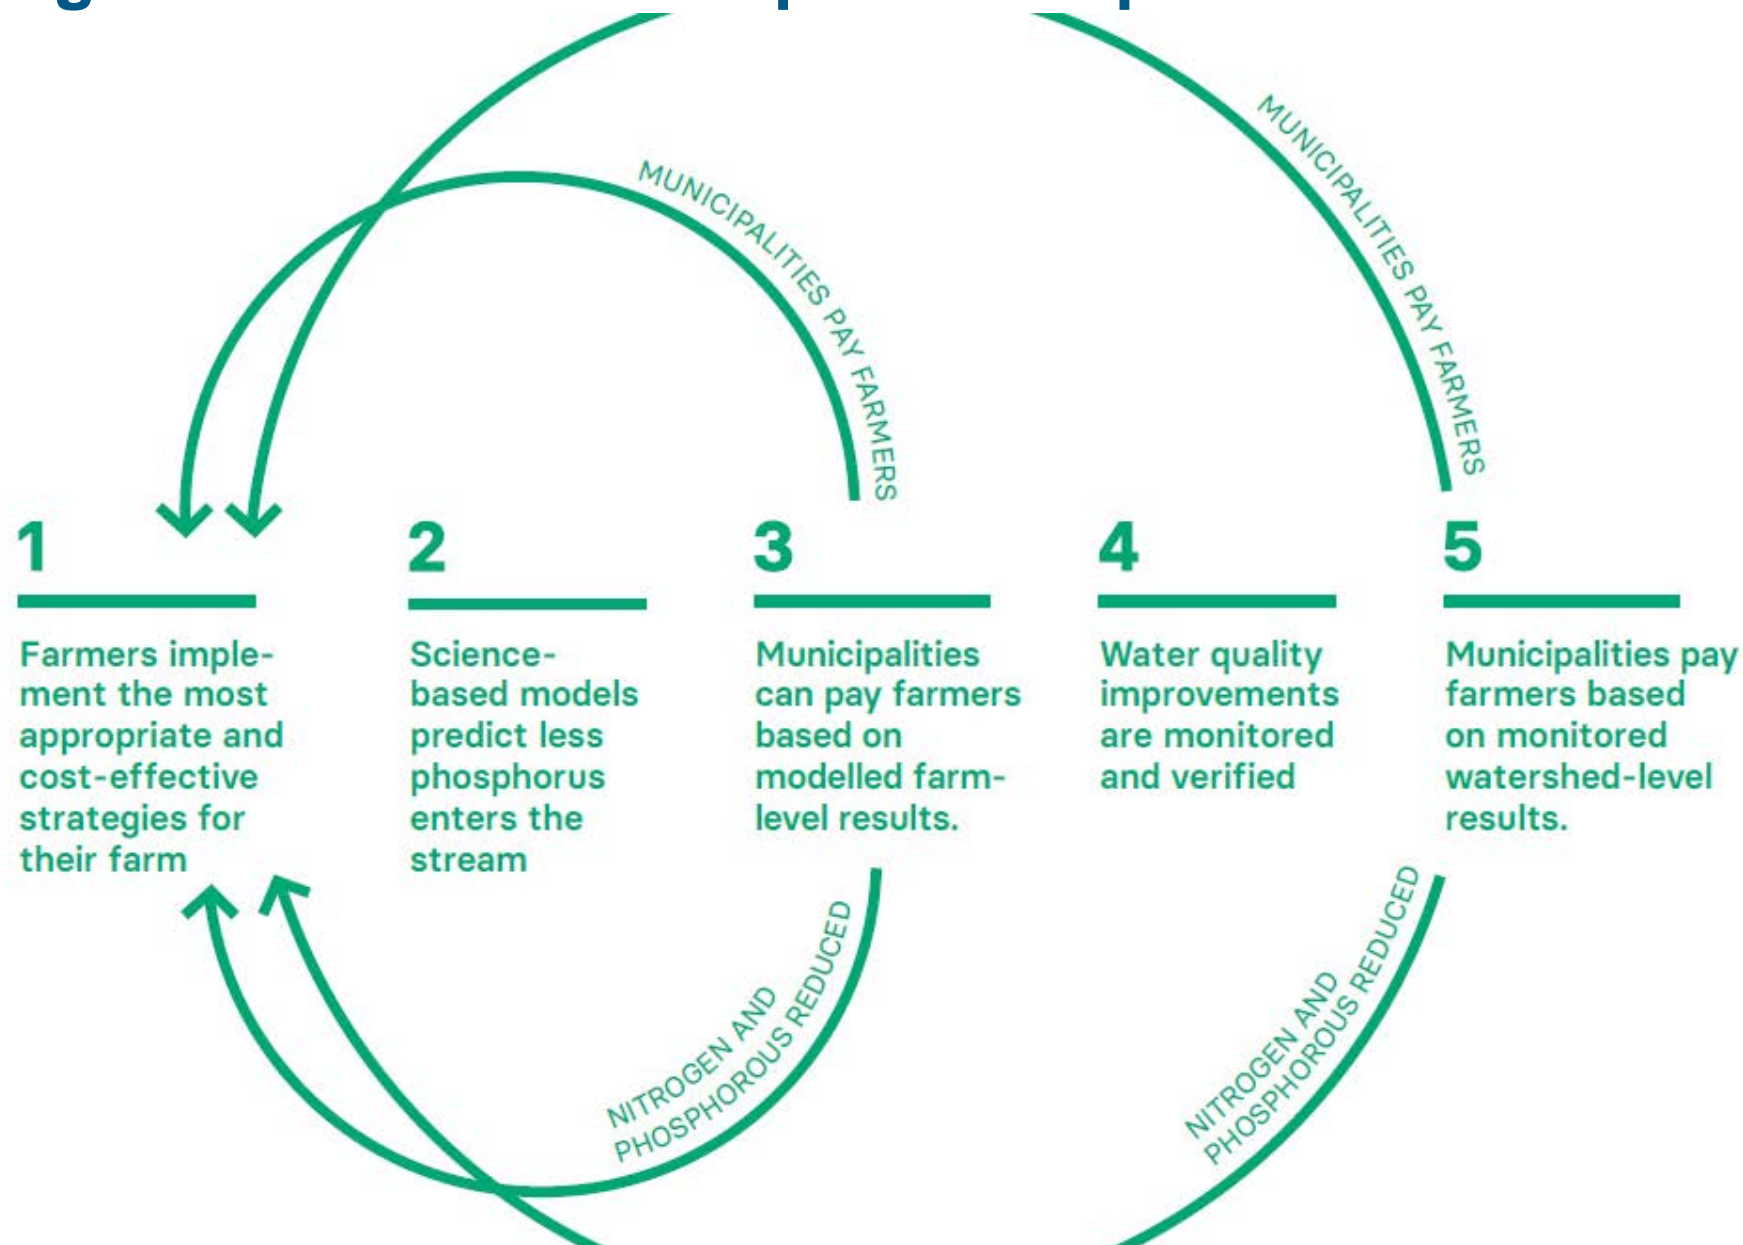 MUNICIPALITIES PAY FARMERS
MUNICIPALITIES PAY FARMERS
1
Farmers imple-
ment the most
appropriate and
cost-effective
strategies for
their farm
2
Science-
based models
predict less
phosphorus
enters the
stream
3
Municipalities
can pay farmers
based on
modelled farm-
level results.
4
Water quality
improvements
are monitored
and verified
5
Municipalities pay
farmers based
on monitored
watershed-level
results.
NITROGEN AND
PHOSPHOROUS REDUCED
NITROGEN AND
PHOSPHOROUS REDUCED